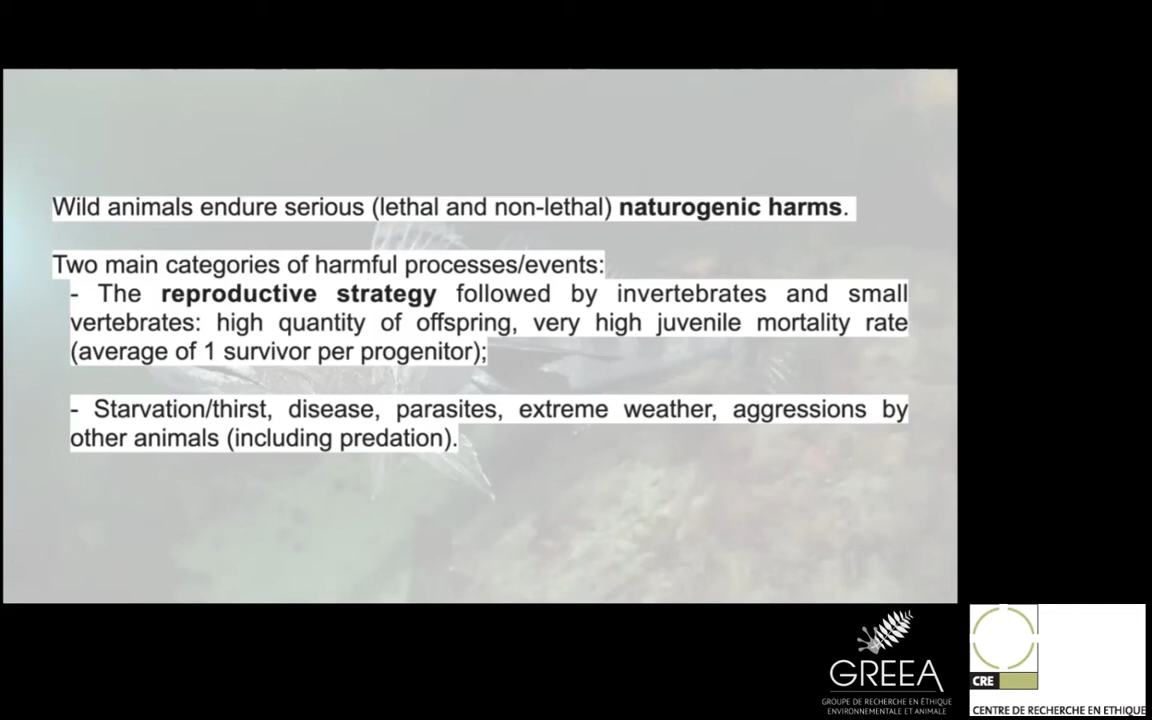 Wild animals endure serious (lethal and non-lethal) naturogenic harms.
Two main categories of harmful processes/events:
- The reproductive strategy followed by invertebrates and small
vertebrates: high quantity of offspring, very high juvenile mortality rate
(average of 1 survivor per progenitor);
- Starvation/thirst, disease, parasites, extreme weather, aggressions by
other animals (including predation).
GREEA
GROUPE DE RECHERCHE EN ÉTHIQUE
ENVIRONNEMENTALE ET ANIMALE
CRE
CENTRE DE RECHERCHE EN ETHIQUE